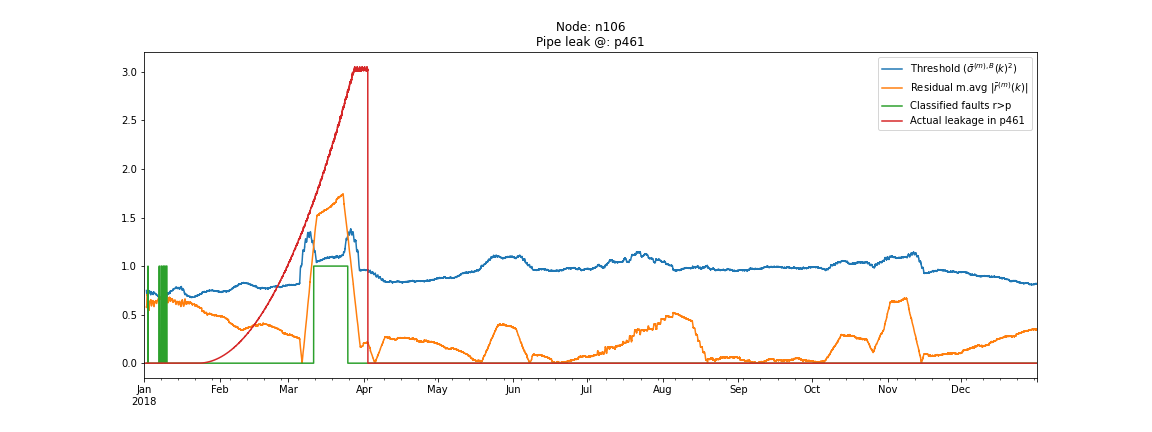 Node: n106
Pipe leak @: p461
Threshold (σ̄^(m),B(k)²)
Residual m.avg |r̄^(m)(k)|
Classified faults r>p
Actual leakage in p461
3.0
2.5
2.0
1.5
1.0
0.5
0.0
Jan Feb Mar Apr May Jun Jul Aug Sep Oct Nov Dec
2018